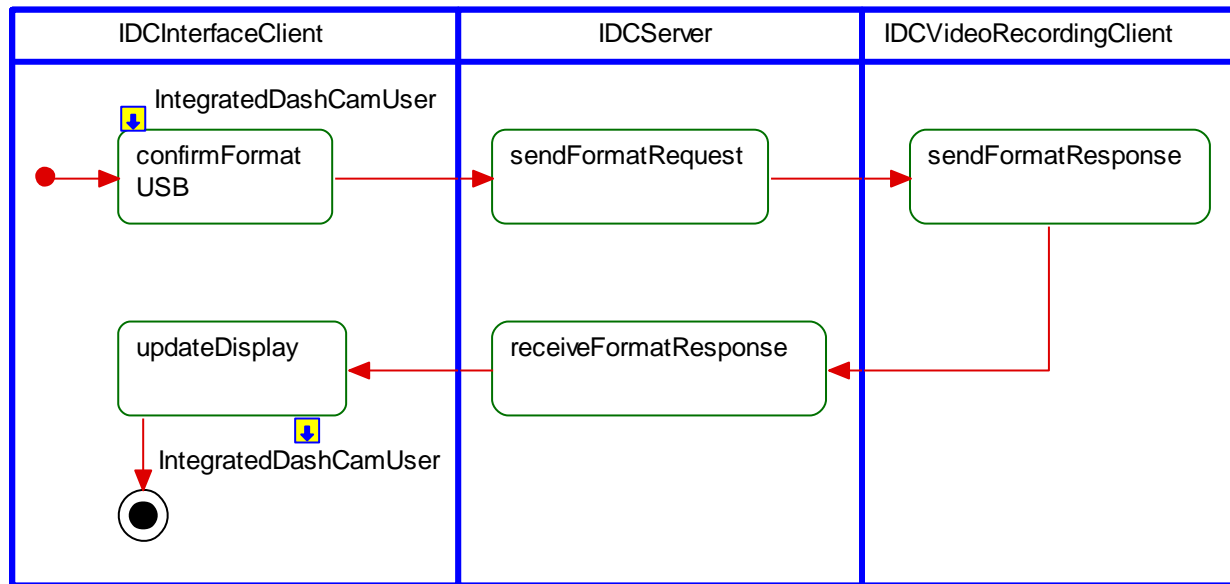 IDCInterfaceClient
IDCServer
IDCVideoRecordingClient
IntegratedDashCamUser
confirmFormat
USB
sendFormatRequest
sendFormatResponse
updateDisplay
receiveFormatResponse
IntegratedDashCamUser